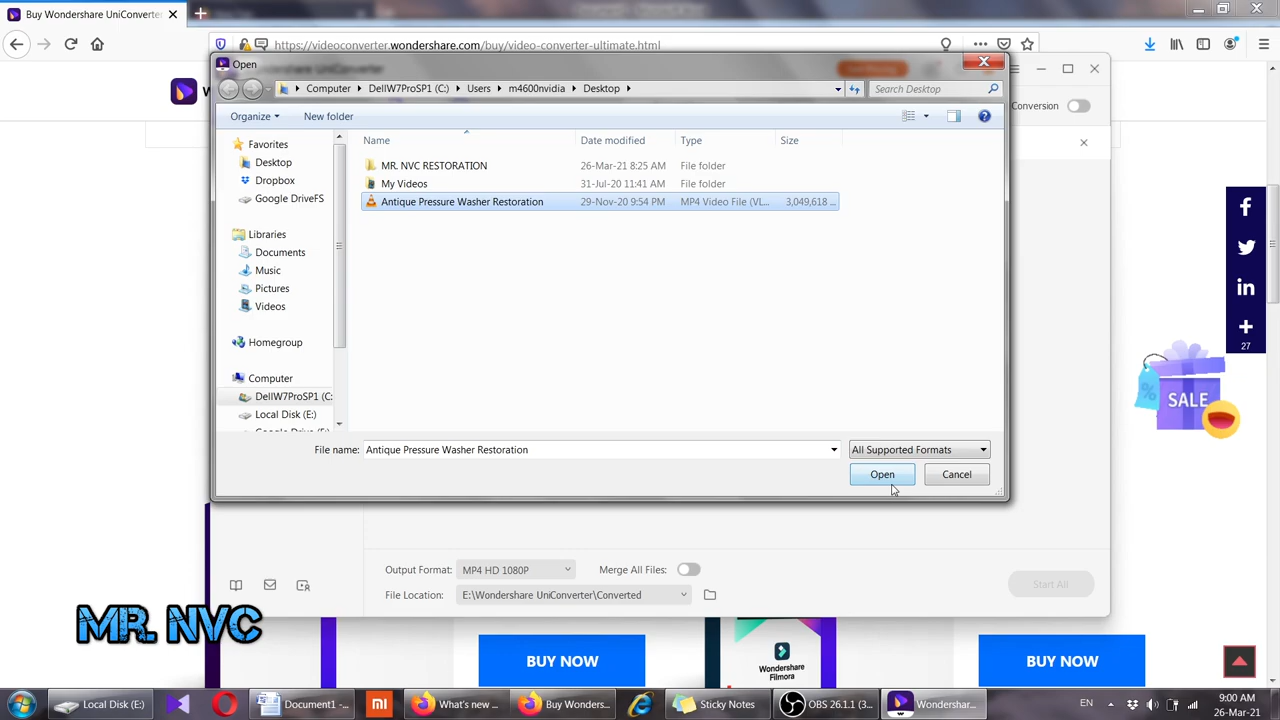 Buy Wondershare UniConverter
https://videoconverter.wondershare.com/buy/video-converter-ultimate.html
Open
Computer
DellW7ProSP1 (C:)
Users
m4600nvidia
Desktop
Search Desktop
Organize
New folder
Conversion
Favorites
Desktop
Dropbox
Google DriveFS
Libraries
Documents
Music
Pictures
Videos
Homegroup
Computer
DellW7ProSP1 (C:
Local Disk (E:)
Name Date modified Type Size
MR. NVC RESTORATION 26-Mar-21 8:25 AM File folder
My Videos 31-Jul-20 11:41 AM File folder
Antique Pressure Washer Restoration 29-Nov-20 9:54 PM MP4 Video File (VL... 3,049,618 ...
File name: Antique Pressure Washer Restoration
All Supported Formats
Open Cancel
27
% SALE
Output Format: MP4 HD 1080P Merge All Files:
File Location: E:\Wondershare UniConverter\Converted
Start All
MR. NVC
BUY NOW
Wondershare
Filmora
BUY NOW
Local Disk (E:)
Document1 - ...
What's new ...
Buy Wonders...
Sticky Notes
OBS 26.1.1 (3...
Wondershar...
EN
9:00 AM
26-Mar-21